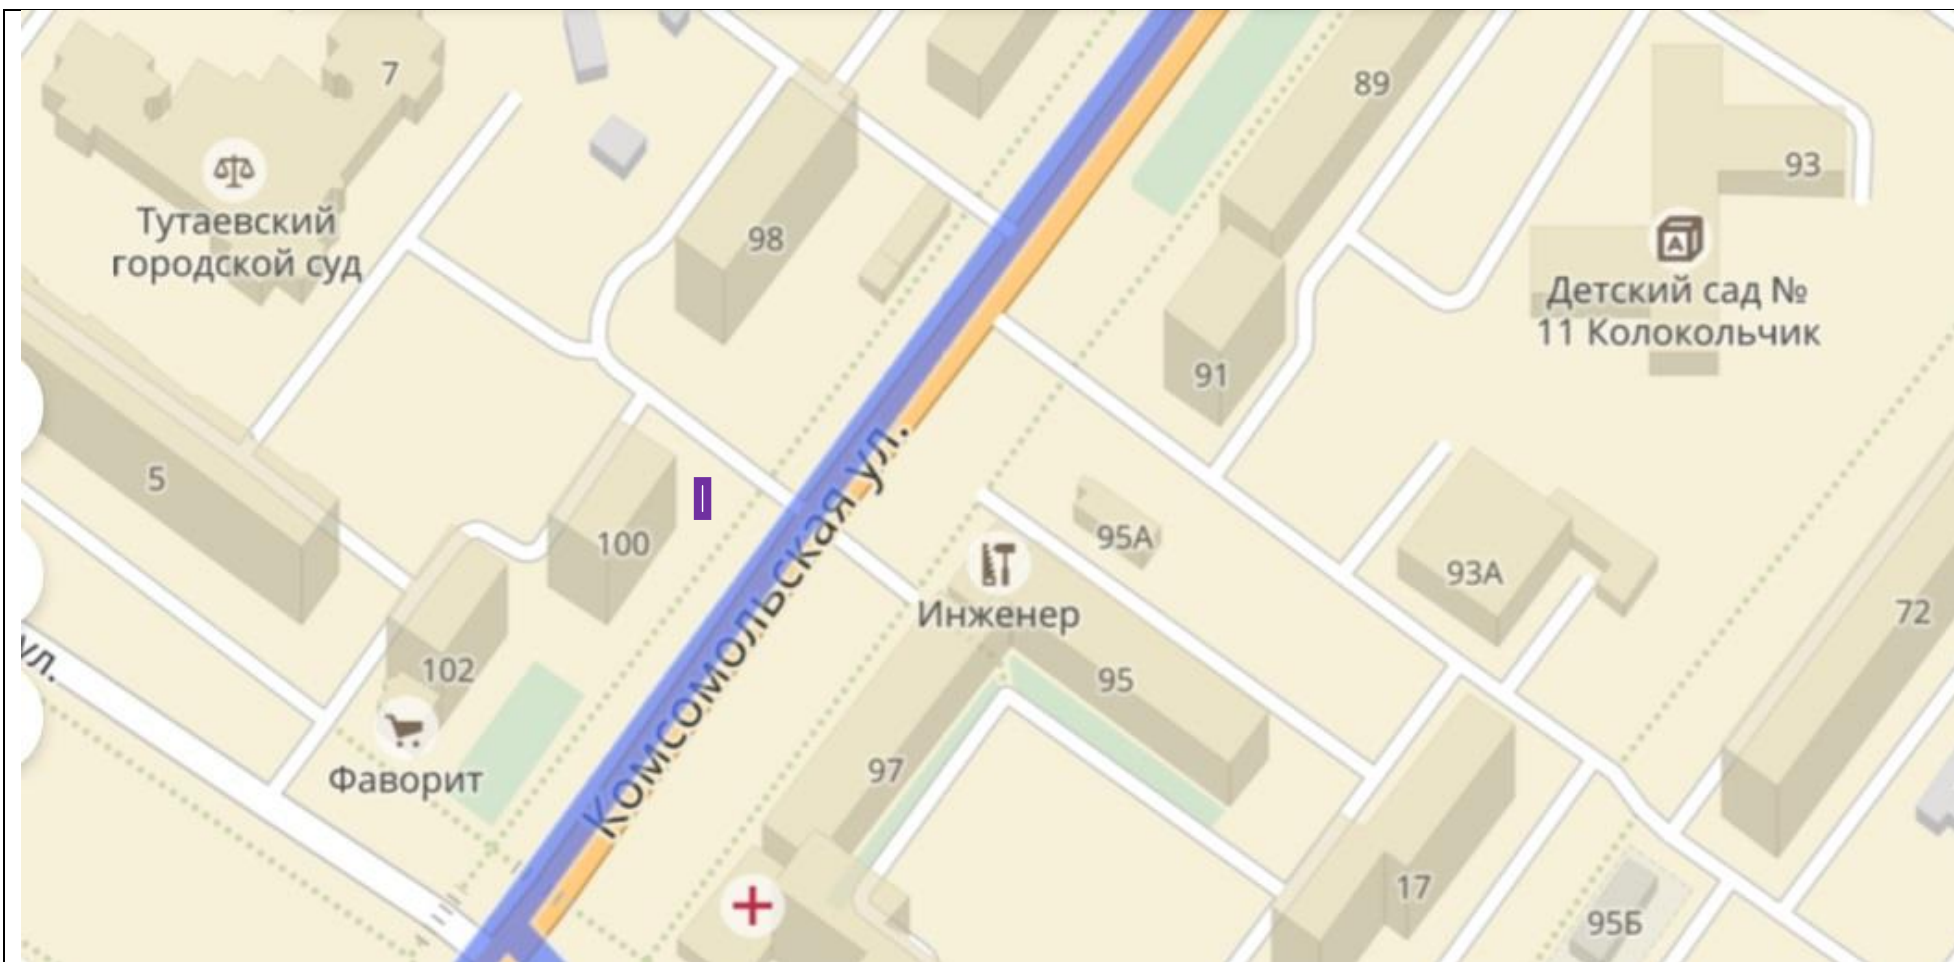 7
89
93
Тутаевский
городской суд
98
Детский сад №
11 Колокольчик
91
5
100
95А
93А
Инженер
72
ул.
102
95
Комсомольская ул.
Фаворит
97
17
95Б